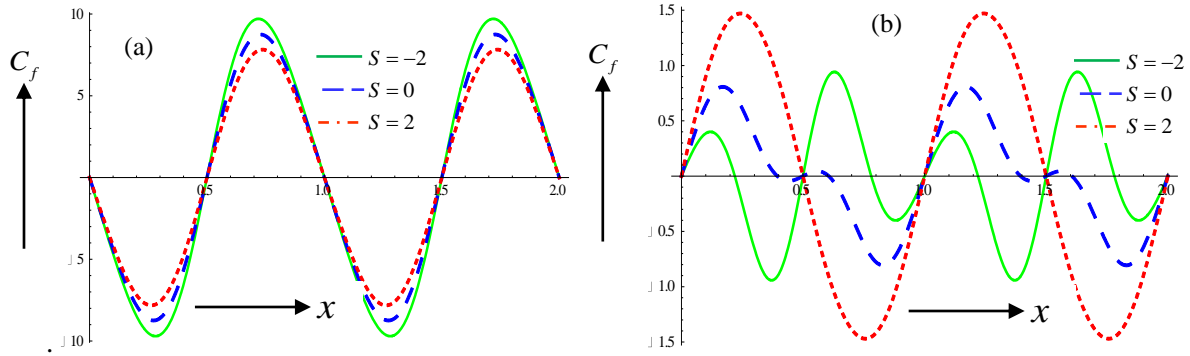 (a)
C_f
10
5
⌋ 5
⌋ 10
0.5
1.0
1.5
2.0
S = −2
S = 0
S = 2
x
.
(b)
C_f
1.5
1.0
0.5
⌋ 0.5
⌋ 1.0
⌋ 1.5
0.5
1.0
1.5
2.0
S = −2
S = 0
S = 2
x